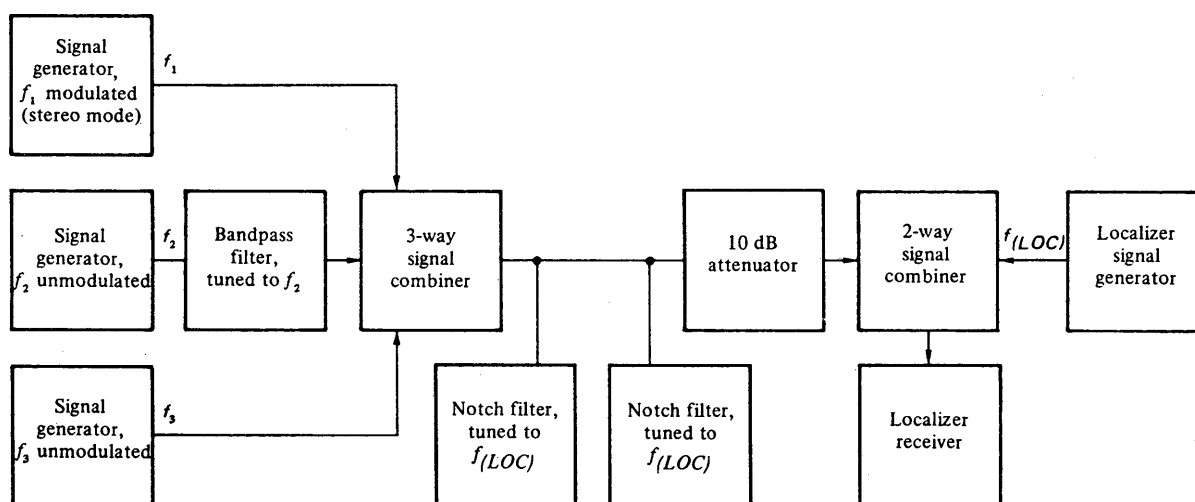 Signal
generator,
f₁ modulated
(stereo mode)
f₁
Signal
generator,
f₂ unmodulated
f₂
Bandpass
filter,
tuned to f₂
3-way
signal
combiner
10 dB
attenuator
2-way
signal
combiner
f(LOC)
Localizer
signal
generator
Signal
generator,
f₃ unmodulated
f₃
Notch filter,
tuned to
f(LOC)
Notch filter,
tuned to
f(LOC)
Localizer
receiver